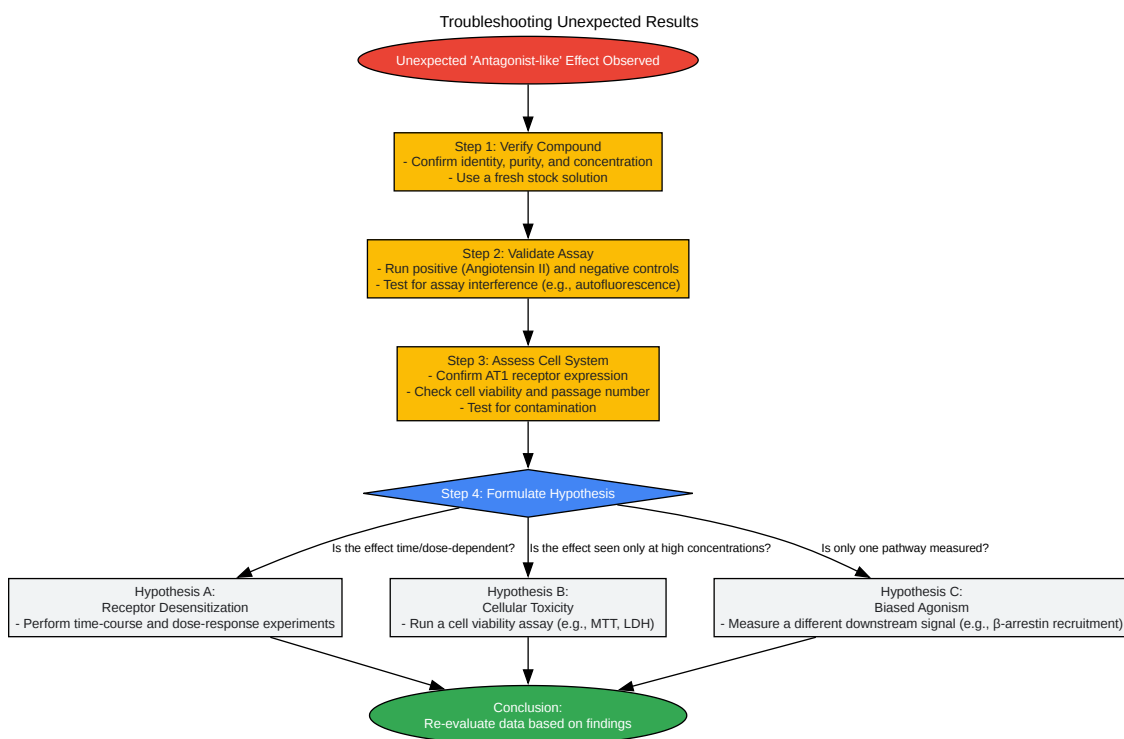 Troubleshooting Unexpected Results
Unexpected 'Antagonist-like' Effect Observed
Step 1: Verify Compound
- Confirm identity, purity, and concentration
- Use a fresh stock solution
Step 2: Validate Assay
- Run positive (Angiotensin II) and negative controls
- Test for assay interference (e.g., autofluorescence)
Step 3: Assess Cell System
- Confirm AT1 receptor expression
- Check cell viability and passage number
- Test for contamination
Step 4: Formulate Hypothesis
Is the effect time/dose-dependent?
Is the effect seen only at high concentrations?
Is only one pathway measured?
Hypothesis A:
Receptor Desensitization
- Perform time-course and dose-response experiments
Hypothesis B:
Cellular Toxicity
- Run a cell viability assay (e.g., MTT, LDH)
Hypothesis C:
Biased Agonism
- Measure a different downstream signal (e.g., β-arrestin recruitment)
Conclusion:
Re-evaluate data based on findings